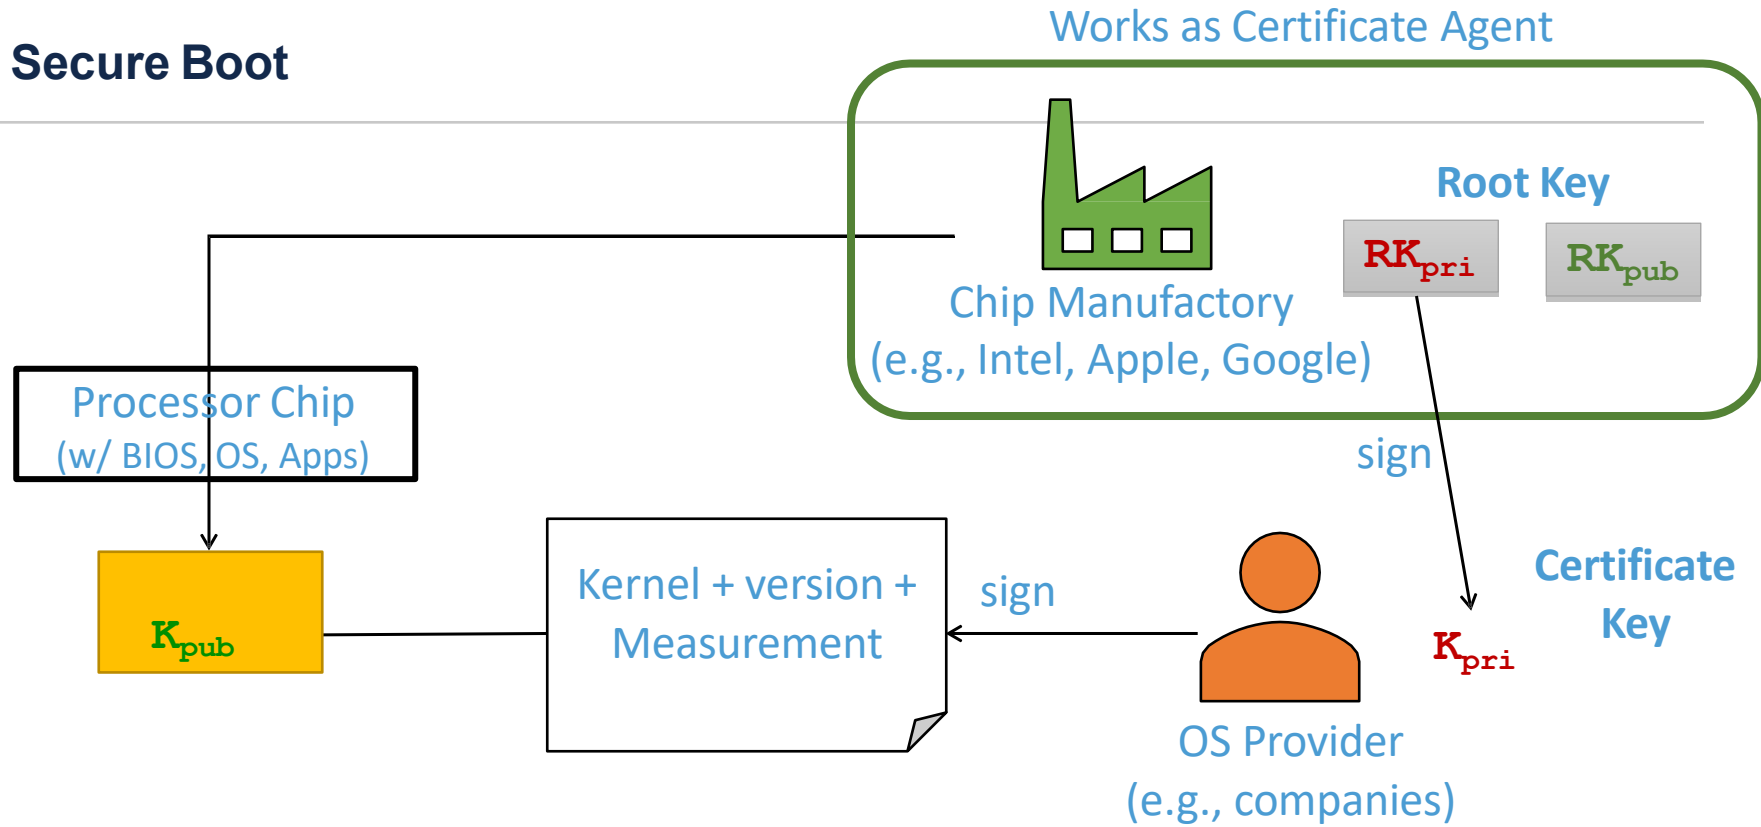 Works as Certificate Agent
Secure Boot
Root Key
RKpri
RKpub
Chip Manufactory
(e.g., Intel, Apple, Google)
Processor Chip
(w/ BIOS, OS, Apps)
sign
Kernel + version +
Measurement
sign
Certificate
Key
Kpub
Kpri
OS Provider
(e.g., companies)